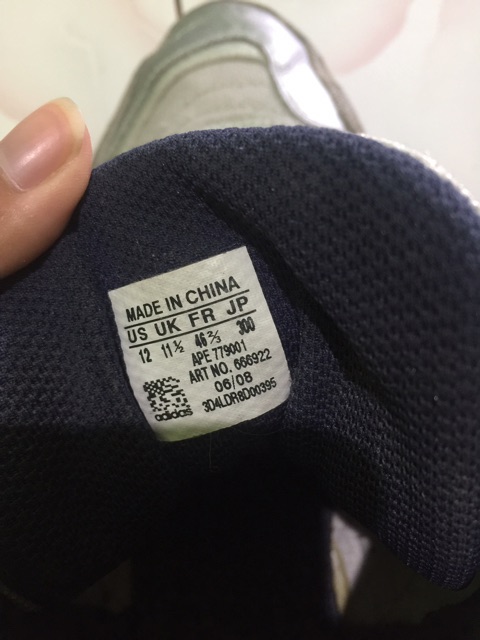 MADE IN CHINA
US UK FR JP
12 11½ 46⅔ 300
APE 779001
ART NO. 666922
06/08
3D4LDR8D00395
adidas